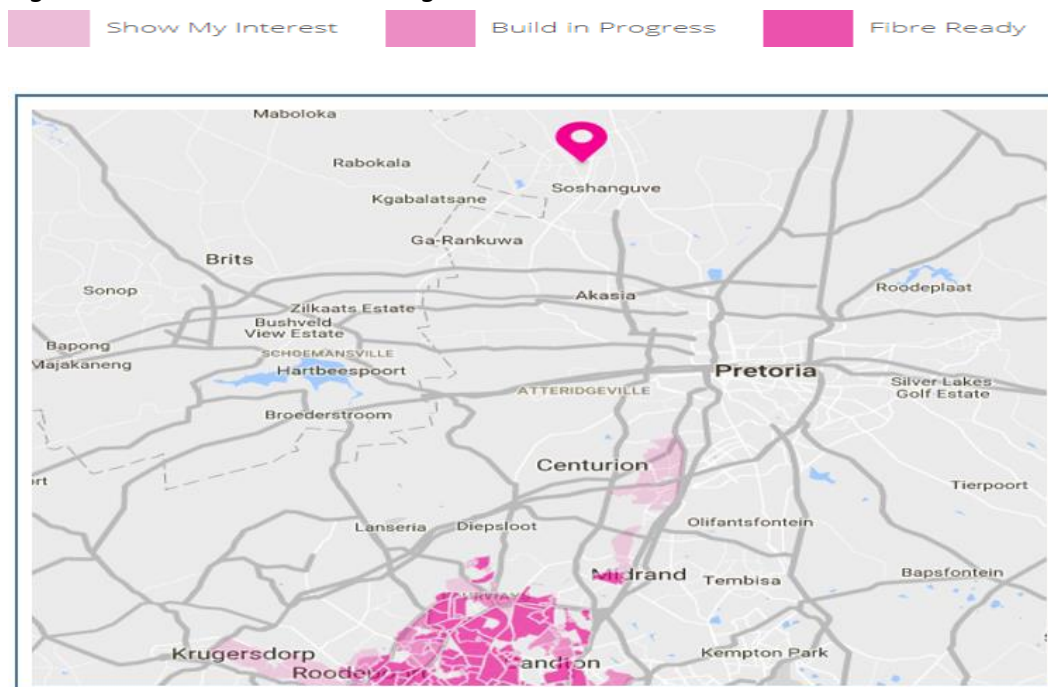 Show My Interest
Build in Progress
Fibre Ready
Maboloka
Rabokala
Soshanguve
Kgabalatsane
Ga-Rankuwa
Brits
Sonop
Roodeplaat
Akasia
Zilkaats Estate
Bushveld
View Estate
Bapong
Majakaneng
SCHOEMANSVILLE
Hartbeespoort
Pretoria
ATTERIDGEVILLE
Silver Lakes
Golf Estate
Broederstroom
Centurion
Tierpoort
Lanseria
Diepsloot
Olifantsfontein
Midrand
Tembisa
Bapsfontein
Krugersdorp
Kempton Park